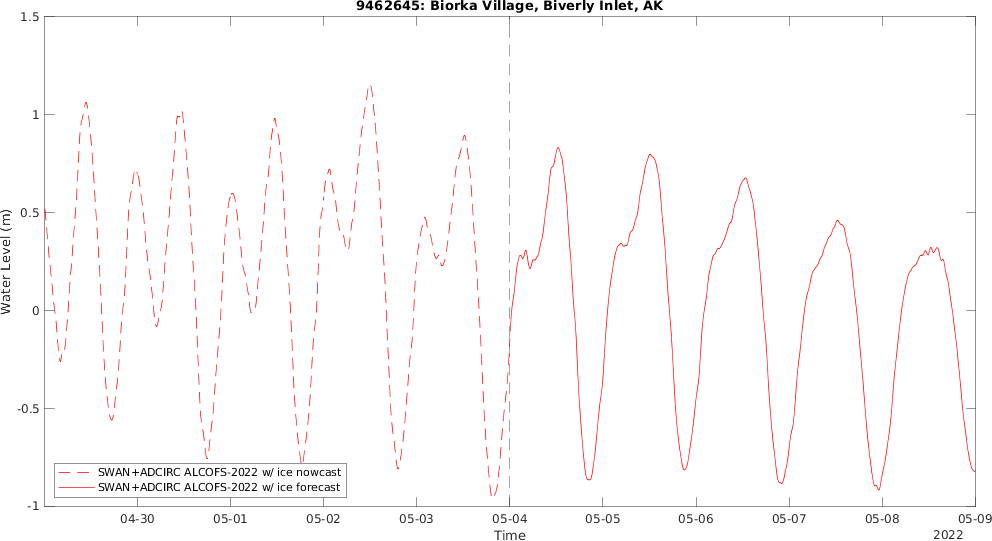 9462645: Biorka Village, Biverly Inlet, AK
1.5
1
0.5
0
-0.5
-1
Water Level (m)
SWAN+ADCIRC ALCOFS-2022 w/ ice nowcast
SWAN+ADCIRC ALCOFS-2022 w/ ice forecast
04-30 05-01 05-02 05-03 05-04 05-05 05-06 05-07 05-08 05-09
Time
2022